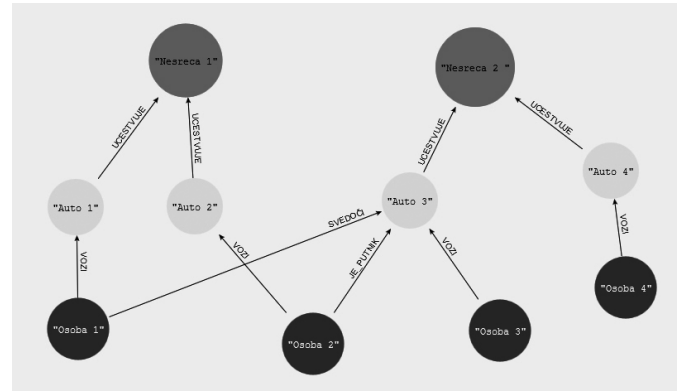 "Nesreca 1"
"Nesreca 2 "
UCESTVUJE
UCESTVUJE
UCESTVUJE
UCESTVUJE
"Auto 1"
"Auto 2"
"Auto 3"
"Auto 4"
SVEDOČI
VOZI
VOZI
JE_PUTNIK
VOZI
VOZI
"Osoba 1"
"Osoba 2"
"Osoba 3"
"Osoba 4"